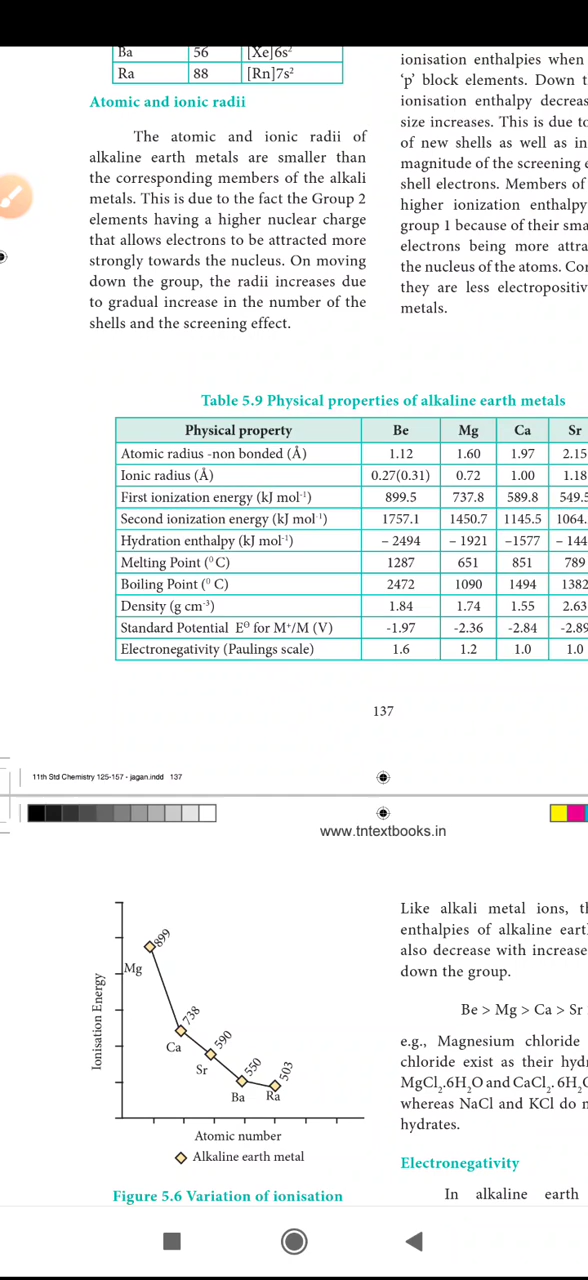 Ba 56 [Xe]6s²
Ra 88 [Rn]7s²
Atomic and ionic radii
The atomic and ionic radii of
alkaline earth metals are smaller than
the corresponding members of the alkali
metals. This is due to the fact the Group 2
elements having a higher nuclear charge
that allows electrons to be attracted more
strongly towards the nucleus. On moving
down the group, the radii increases due
to gradual increase in the number of the
shells and the screening effect.
ionisation enthalpies when
‘p’ block elements. Down
ionisation enthalpy
size increases. This is due to
of new shells as well as in
magnitude of the screening
shell electrons. Members of
higher ionization enthalpy
group 1 because of their
electrons being more
the nucleus of the atoms.
they are less
metals.
Table 5.9 Physical properties of alkaline earth metals
Physical property Be Mg Ca Sr
Atomic radius -non bonded (Å) 1.12 1.60 1.97 2.15
Ionic radius (Å) 0.27(0.31) 0.72 1.00 1.18
First ionization energy (kJ mol⁻¹) 899.5 737.8 589.8 549.5
Second ionization energy (kJ mol⁻¹) 1757.1 1450.7 1145.5 1064.
Hydration enthalpy (kJ mol⁻¹) – 2494 – 1921 –1577 – 144
Melting Point (⁰C) 1287 651 851 789
Boiling Point (⁰ C) 2472 1090 1494 1382
Density (g cm⁻³) 1.84 1.74 1.55 2.63
Standard Potential E⁰ for M⁺/M (V) -1.97 -2.36 -2.84 -2.89
Electronegativity (Paulings scale) 1.6 1.2 1.0 1.0
137
11th Std Chemistry 125-157 - jagan.indd 137
www.tntextbooks.in
Ionisation Energy
899
Mg
738
Ca
590
Sr
550
Ba
503
Ra
Atomic number
Alkaline earth metal
Figure 5.6 Variation of ionisation
Like alkali metal ions,
enthalpies of alkaline
also decrease with increase
down the group.
Be > Mg > Ca > Sr
e.g., Magnesium chloride
chloride exist as their
MgCl₂.6H₂O and CaCl₂. 6H₂O
whereas NaCl and KCl do
hydrates.
Electronegativity
In alkaline earth